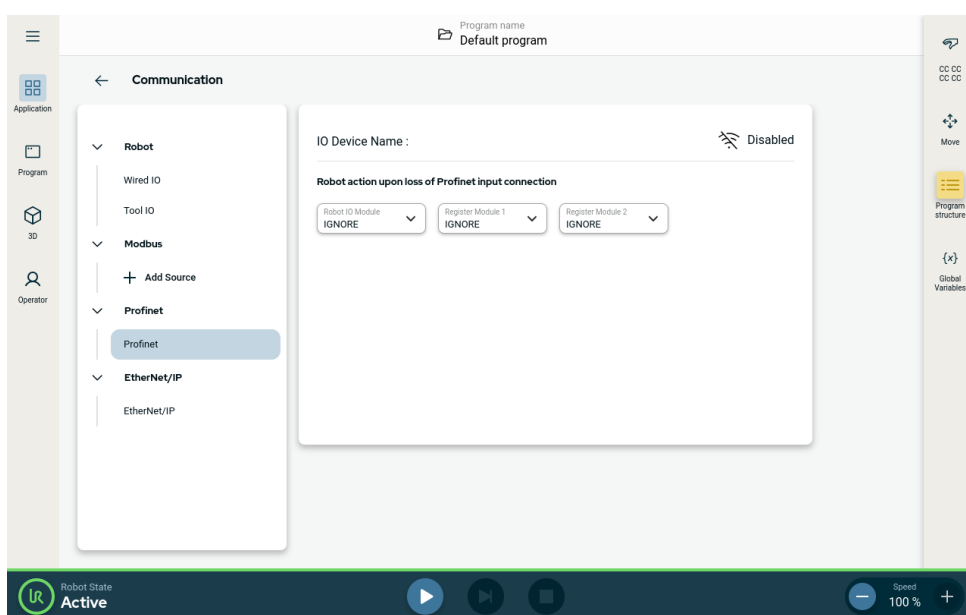 Program name
Default program
Application
Program
3D
Operator
Communication
Robot
Wired IO
Tool IO
Modbus
Add Source
Profinet
Profinet
EtherNet/IP
EtherNet/IP
IO Device Name :
Disabled
Robot action upon loss of Profinet input connection
Robot IO Module
IGNORE
Register Module 1
IGNORE
Register Module 2
IGNORE
CC CC
CC CC
Move
Program
structure
{x}
Global
Variables
UR
Robot State
Active
Speed
100 %